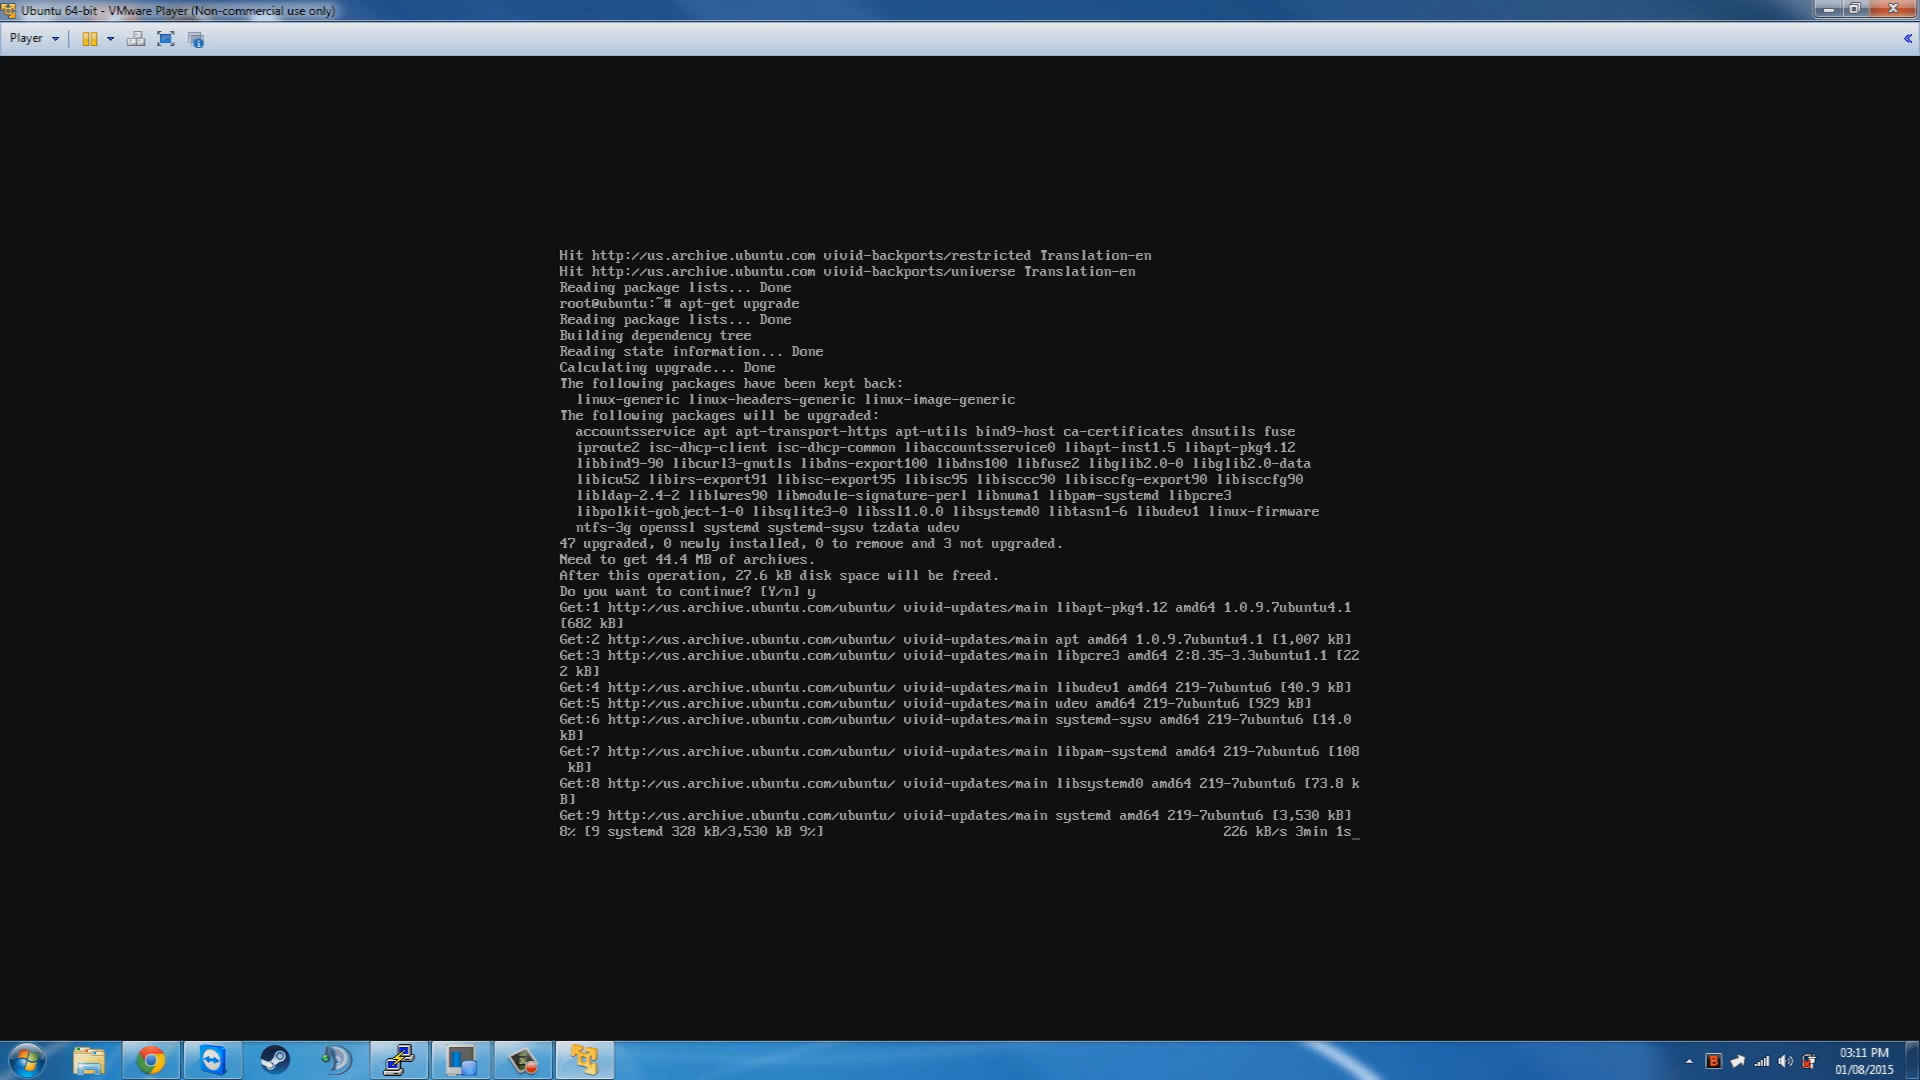 Ubuntu 64-bit - VMware Player (Non-commercial use only)
Player
Hit http://us.archive.ubuntu.com vivid-backports/restricted Translation-en
Hit http://us.archive.ubuntu.com vivid-backports/universe Translation-en
Reading package lists... Done
root@ubuntu:~# apt-get upgrade
Reading package lists... Done
Building dependency tree
Reading state information... Done
Calculating upgrade... Done
The following packages have been kept back:
  linux-generic linux-headers-generic linux-image-generic
The following packages will be upgraded:
  accountsservice apt apt-transport-https apt-utils bind9-host ca-certificates dnsutils fuse
  iproute2 isc-dhcp-client isc-dhcp-common libaccountsservice0 libapt-inst1.5 libapt-pkg4.12
  libbind9-90 libcurl3-gnutls libdns-export100 libdns100 libfuse2 libglib2.0-0 libglib2.0-data
  libicu52 libirs-export91 libisc-export95 libisc95 libisccc90 libisccfg-export90 libisccfg90
  libldap-2.4-2 liblwres90 libmodule-signature-perl libnuma1 libpam-systemd libpcre3
  libpolkit-gobject-1-0 libsqlite3-0 libssl1.0.0 libsystemd0 libtasn1-6 libudev1 linux-firmware
  ntfs-3g openssl systemd systemd-sysv tzdata udev
47 upgraded, 0 newly installed, 0 to remove and 3 not upgraded.
Need to get 44.4 MB of archives.
After this operation, 27.6 kB disk space will be freed.
Do you want to continue? [Y/n] y
Get:1 http://us.archive.ubuntu.com/ubuntu/ vivid-updates/main libapt-pkg4.12 amd64 1.0.9.7ubuntu4.1
[682 kB]
Get:2 http://us.archive.ubuntu.com/ubuntu/ vivid-updates/main apt amd64 1.0.9.7ubuntu4.1 [1,007 kB]
Get:3 http://us.archive.ubuntu.com/ubuntu/ vivid-updates/main libpcre3 amd64 2:8.35-3.3ubuntu1.1 [22
2 kB]
Get:4 http://us.archive.ubuntu.com/ubuntu/ vivid-updates/main libudev1 amd64 219-7ubuntu6 [40.9 kB]
Get:5 http://us.archive.ubuntu.com/ubuntu/ vivid-updates/main udev amd64 219-7ubuntu6 [929 kB]
Get:6 http://us.archive.ubuntu.com/ubuntu/ vivid-updates/main systemd-sysv amd64 219-7ubuntu6 [14.0
kB]
Get:7 http://us.archive.ubuntu.com/ubuntu/ vivid-updates/main libpam-systemd amd64 219-7ubuntu6 [108
 kB]
Get:8 http://us.archive.ubuntu.com/ubuntu/ vivid-updates/main libsystemd0 amd64 219-7ubuntu6 [73.8 k
B]
Get:9 http://us.archive.ubuntu.com/ubuntu/ vivid-updates/main systemd amd64 219-7ubuntu6 [3,530 kB]
8% [9 systemd 328 kB/3,530 kB 9%] 226 kB/s 3min 1s_
B
03:11 PM
01/08/2015